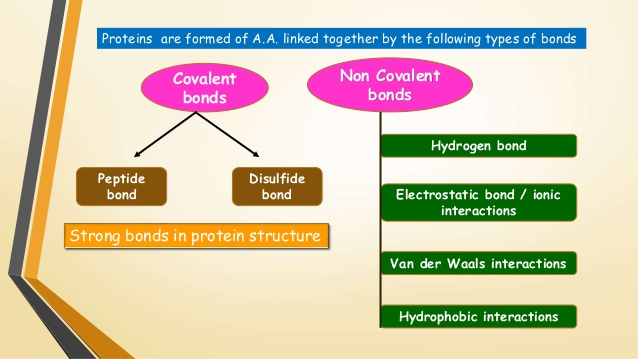 Proteins are formed of A.A. linked together by the following types of bonds
Covalent
bonds
Non Covalent
bonds
Peptide
bond
Disulfide
bond
Strong bonds in protein structure
Hydrogen bond
Electrostatic bond / ionic
interactions
Van der Waals interactions
Hydrophobic interactions